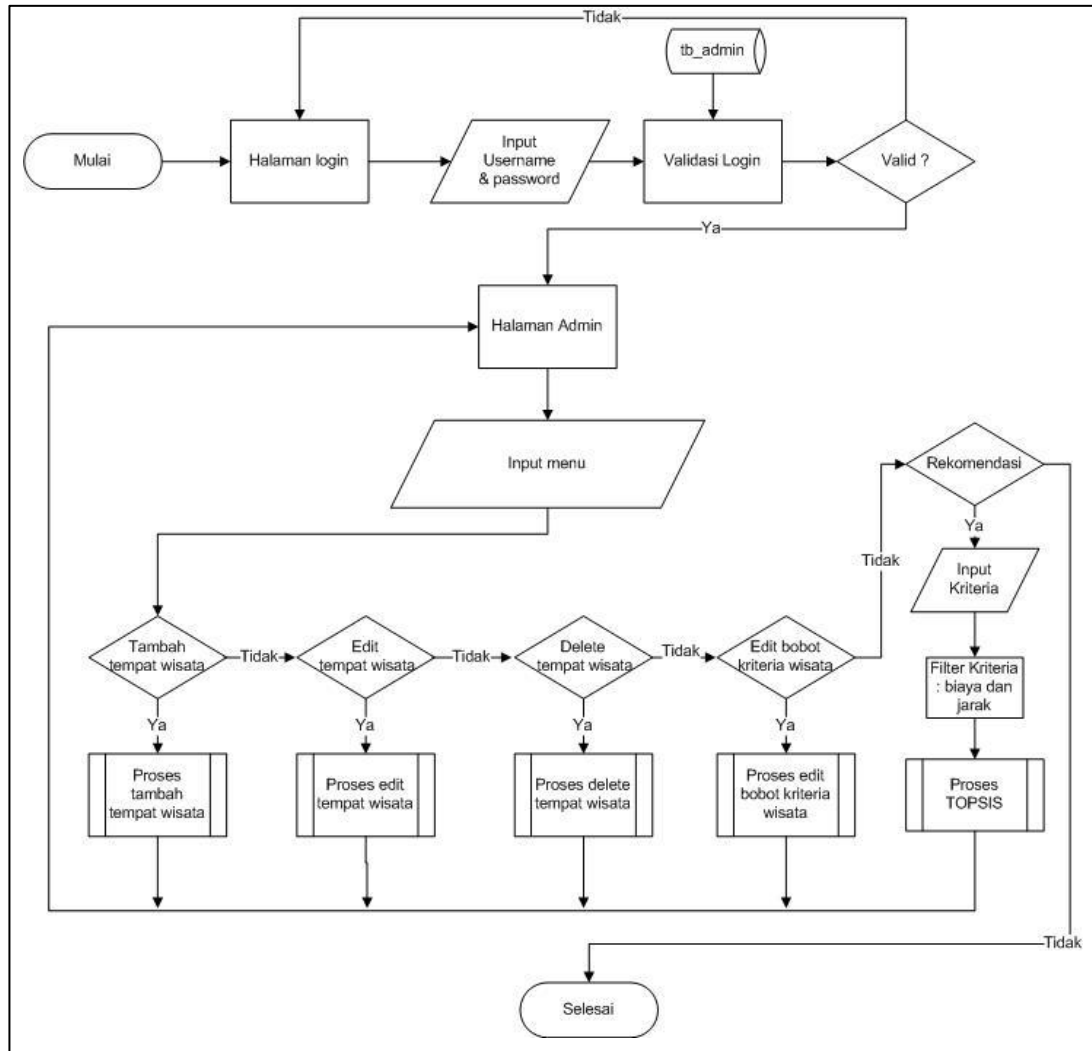 Tidak
tb_admin
Mulai
Halaman login
Input
Username
& password
Validasi Login
Valid ?
Ya
Halaman Admin
Input menu
Rekomendasi
Ya
Tidak
Input
Kriteria
Tambah
tempat wisata
Tidak
Edit
tempat wisata
Tidak
Delete
tempat wisata
Tidak
Edit bobot
kriteria wisata
Filter Kriteria
: biaya dan
jarak
Ya
Ya
Ya
Ya
Proses
tambah
tempat wisata
Proses edit
tempat wisata
Proses delete
tempat wisata
Proses edit
bobot kriteria
wisata
Proses
TOPSIS
Tidak
Selesai